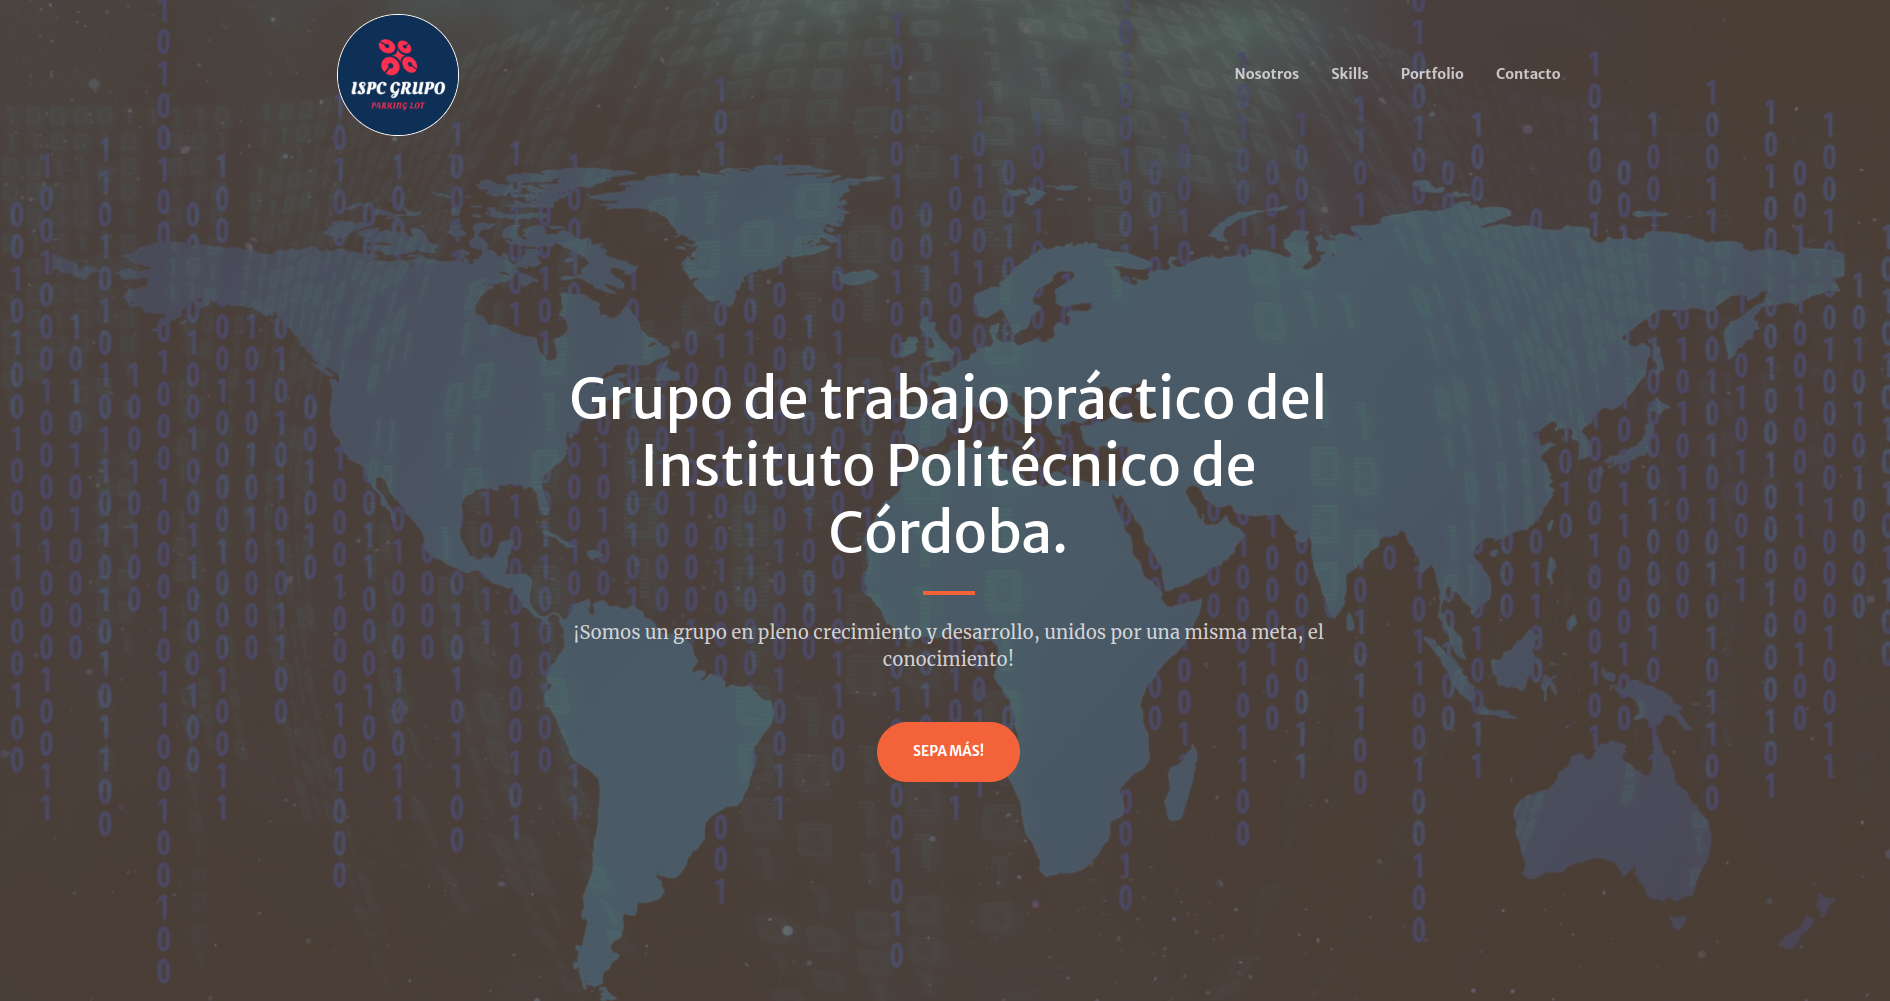 ISPC GRUPO
PARKING LOT
Nosotros Skills Portfolio Contacto
Grupo de trabajo práctico del
Instituto Politécnico de
Córdoba.
¡Somos un grupo en pleno crecimiento y desarrollo, unidos por una misma meta, el
conocimiento!
SEPA MÁS!